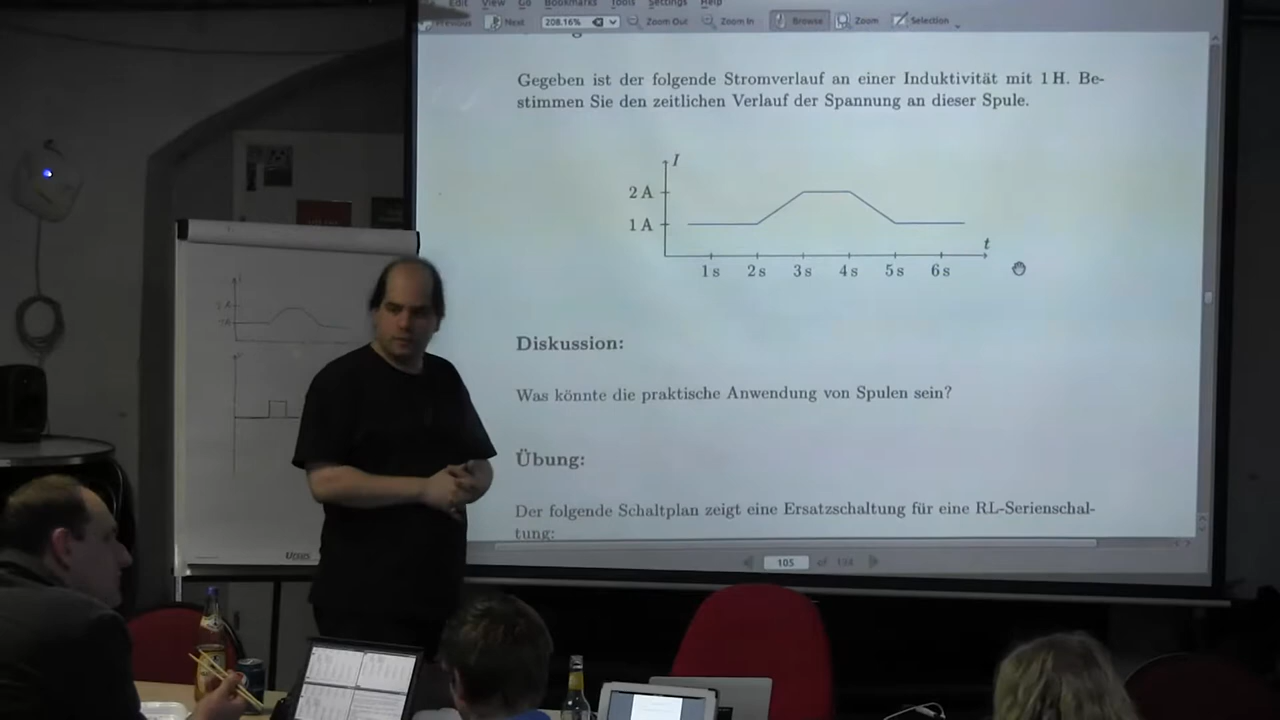 Edit View Go Bookmarks Tools Settings Help
Previous Next 208.16% Zoom Out Zoom In Browse Zoom Selection
Gegeben ist der folgende Stromverlauf an einer Induktivität mit 1 H. Be-
stimmen Sie den zeitlichen Verlauf der Spannung an dieser Spule.
I
2 A
1 A
t
1 s 2 s 3 s 4 s 5 s 6 s
Diskussion:
Was könnte die praktische Anwendung von Spulen sein?
Übung:
Der folgende Schaltplan zeigt eine Ersatzschaltung für eine RL-Serienschal-
tung:
105 of 174